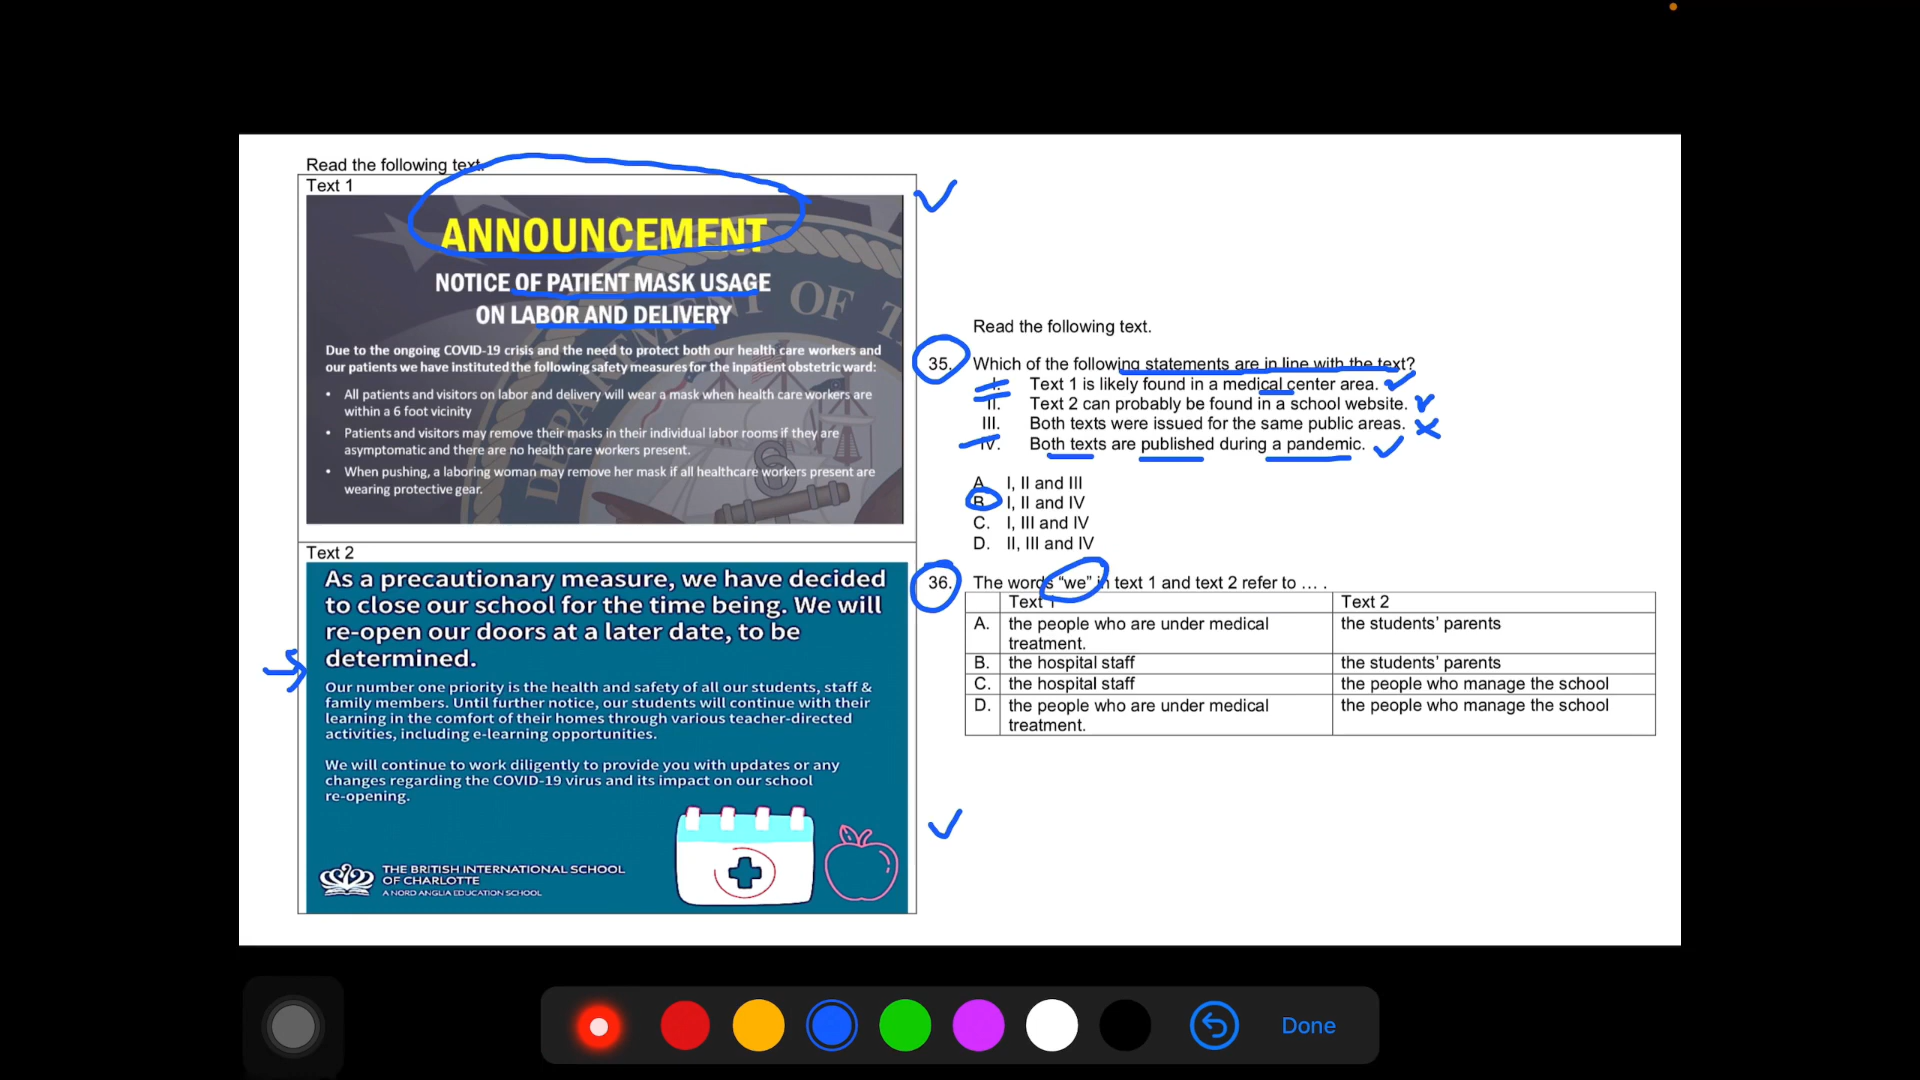 Read the following text.
Text 1
ANNOUNCEMENT
NOTICE OF PATIENT MASK USAGE
ON LABOR AND DELIVERY
Due to the ongoing COVID-19 crisis and the need to protect both our health care workers and
our patients we have instituted the following safety measures for the inpatient obstetric ward:
• All patients and visitors on labor and delivery will wear a mask when health care workers are
within a 6 foot vicinity
• Patients and visitors may remove their masks in their individual labor rooms if they are
asymptomatic and there are no health care workers present.
• When pushing, a laboring woman may remove her mask if all healthcare workers present are
wearing protective gear.
DEPARTMENT OF T
Text 2
As a precautionary measure, we have decided
to close our school for the time being. We will
re-open our doors at a later date, to be
determined.
Our number one priority is the health and safety of all our students, staff &
family members. Until further notice, our students will continue with their
learning in the comfort of their homes through various teacher-directed
activities, including e-learning opportunities.
We will continue to work diligently to provide you with updates or any
changes regarding the COVID-19 virus and its impact on our school
re-opening.
THE BRITISH INTERNATIONAL SCHOOL
OF CHARLOTTE
A NORD ANGLIA EDUCATION SCHOOL
Read the following text.
35. Which of the following statements are in line with the text?
I. Text 1 is likely found in a medical center area.
II. Text 2 can probably be found in a school website.
III. Both texts were issued for the same public areas.
IV. Both texts are published during a pandemic.
A. I, II and III
B. I, II and IV
C. I, III and IV
D. II, III and IV
36. The words “we” in text 1 and text 2 refer to … .
Text 1 Text 2
A. the people who are under medical the students’ parents
treatment.
B. the hospital staff the students’ parents
C. the hospital staff the people who manage the school
D. the people who are under medical the people who manage the school
treatment.
Done